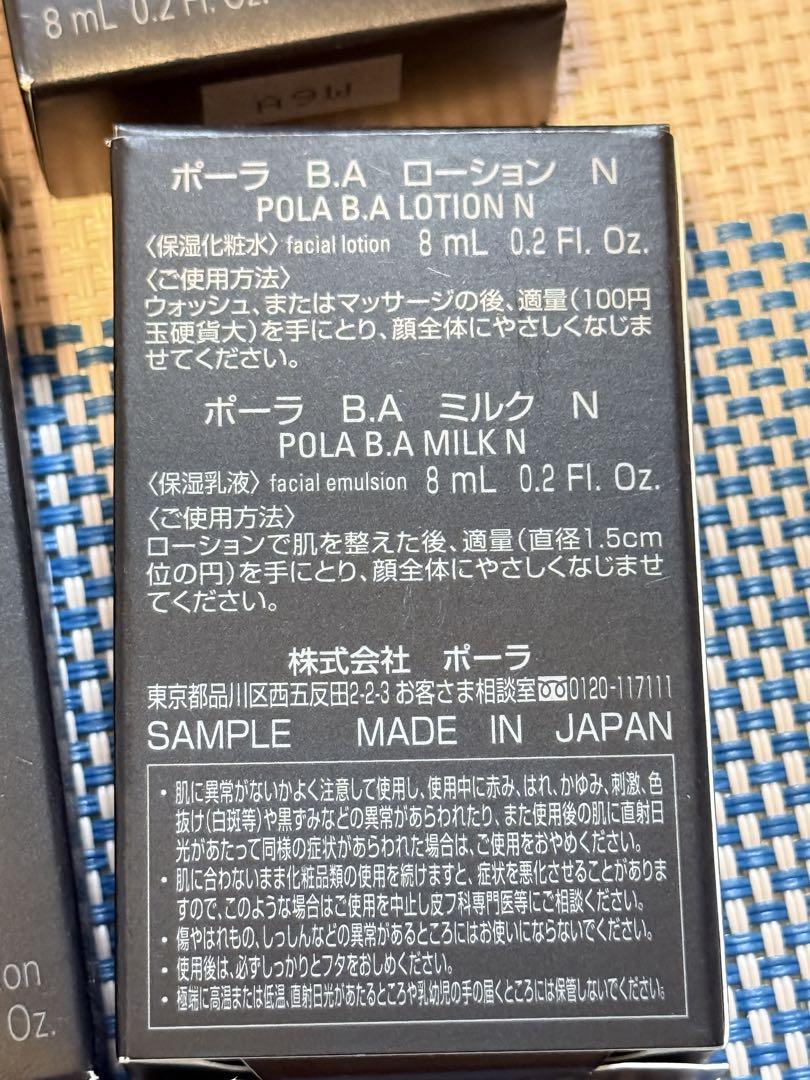 8 mL 0.2 Fl. Oz.
ポーラ B.A ローション N
POLA B.A LOTION N
〈保湿化粧水〉 facial lotion 8 mL 0.2 Fl. Oz.
〈ご使用方法〉
ウォッシュ、またはマッサージの後、適量(100円
玉硬貨大)を手にとり、顔全体にやさしくなじま
せてください。
ポーラ B.A ミルク N
POLA B.A MILK N
〈保湿乳液〉 facial emulsion 8 mL 0.2 Fl. Oz.
〈ご使用方法〉
ローションで肌を整えた後、適量(直径1.5cm
位の円)を手にとり、顔全体にやさしくなじませ
てください。
株式会社 ポーラ
東京都品川区西五反田2-2-3 お客さま相談室 0120-117111
SAMPLE MADE IN JAPAN
・肌に異常がないかよく注意して使用し、使用中に赤み、はれ、かゆみ、刺激、色
抜け(白斑等)や黒ずみなどの異常があらわれたり、また使用後の肌に直射日
光があたって同様の症状があらわれた場合は、ご使用をおやめください。
・肌に合わないまま化粧品類の使用を続けますと、症状を悪化させることがありま
すので、このような場合はご使用を中止し皮フ科専門医等にご相談ください。
・傷やはれもの、しっしんなどの異常があるところにはお使いにならないでください。
・使用後は、必ずしっかりとフタをおしめください。
・極端に高温または低温、直射日光があたるところや乳幼児の手の届くところには保管しないでください。
on
Oz.